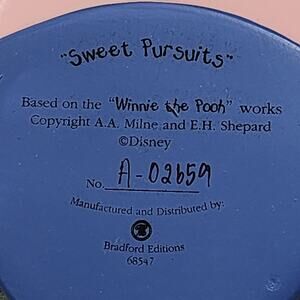 "Sweet Pursuits"
Based on the "Winnie the Pooh" works
Copyright A.A. Milne and E.H. Shepard
©Disney
No. A-02659
Manufactured and Distributed by:
Bradford Editions
68547